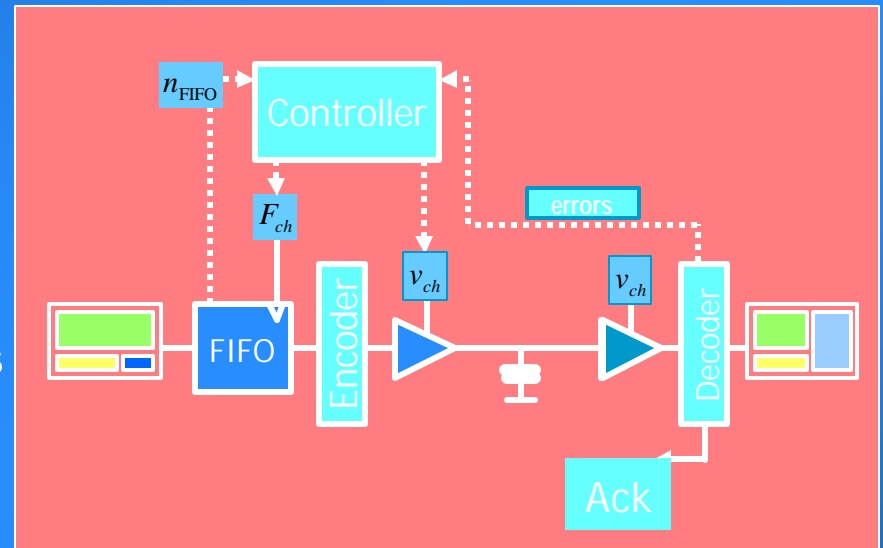 n_FIFO
Controller
F_ch
errors
v_ch
v_ch
s
FIFO
Encoder
Decoder
Ack